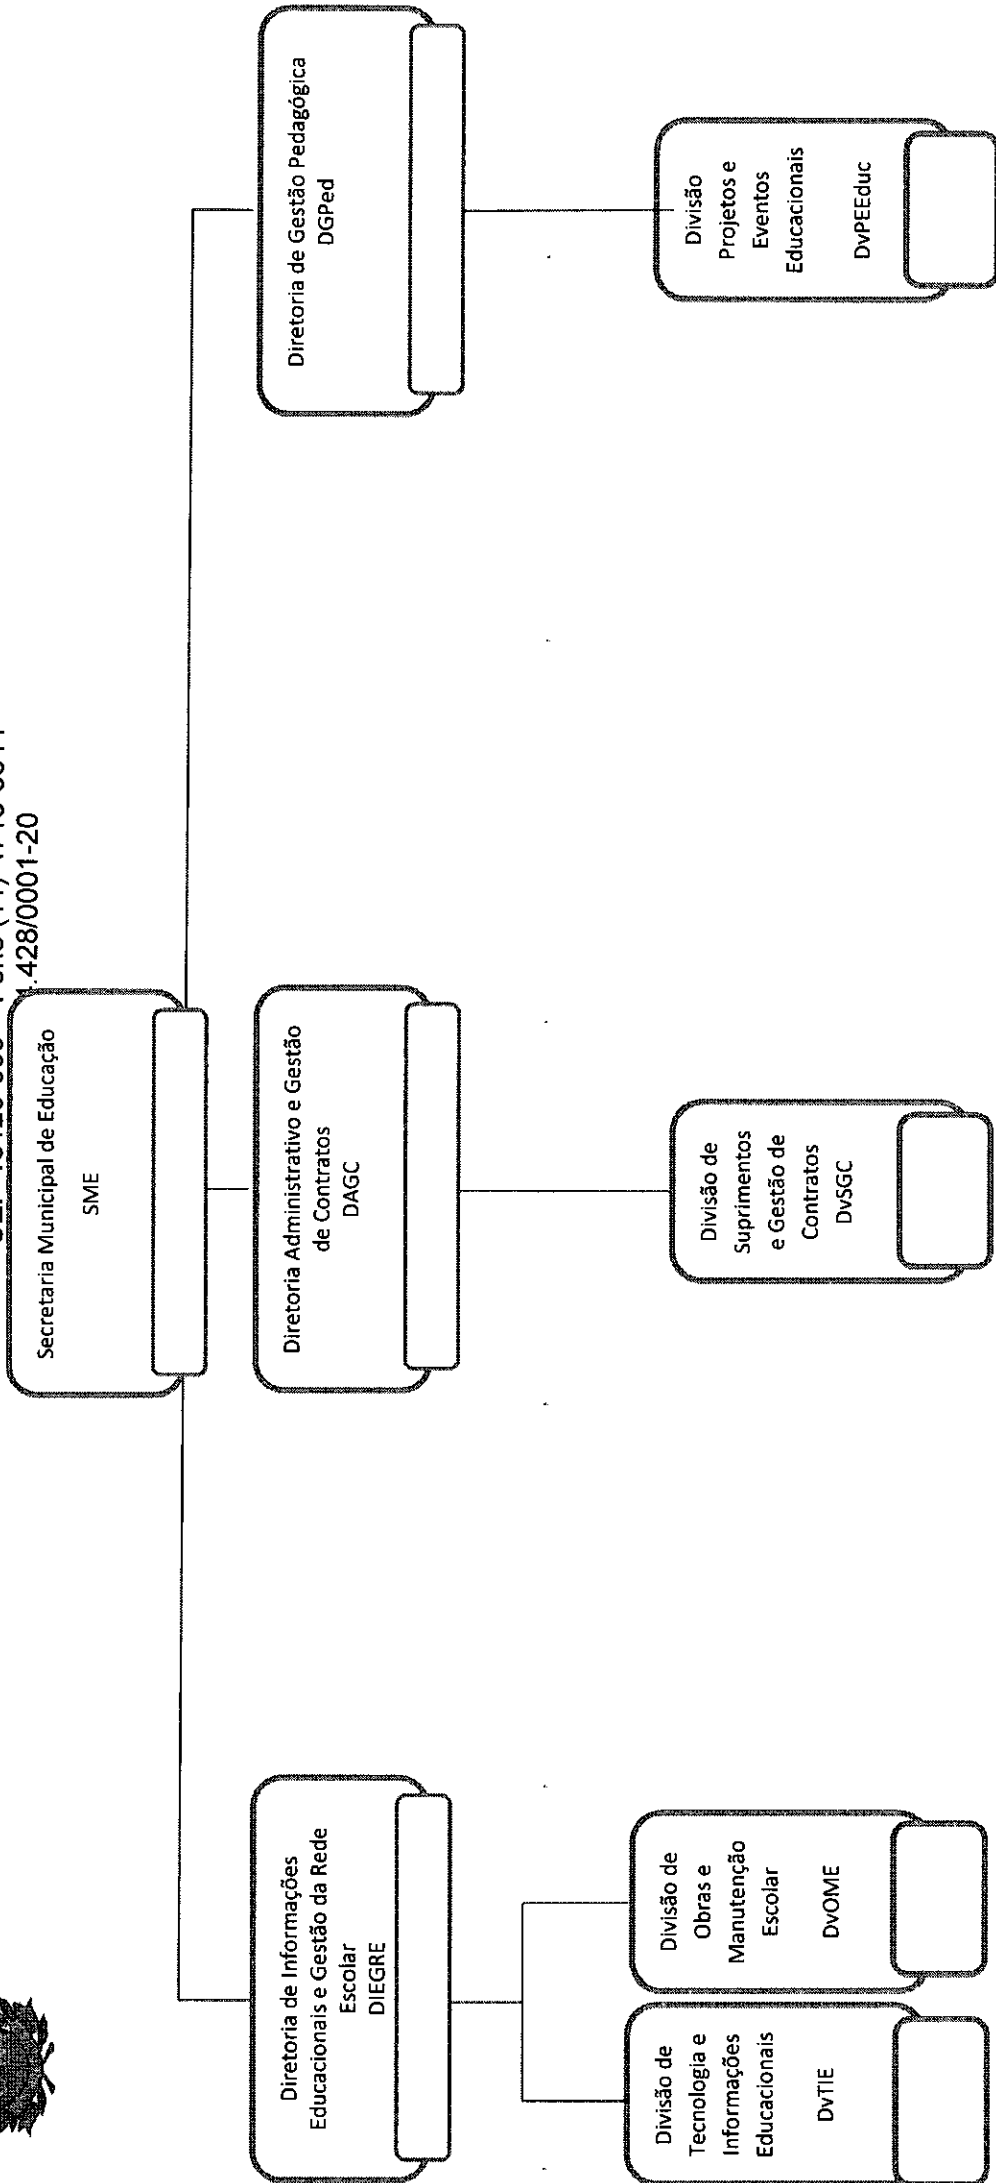 .428/0001-20
Secretaria Municipal de Educação
SME
Diretoria de Informações
Educacionais e Gestão da Rede
Escolar
DIEGRE
Diretoria Administrativo e Gestão
de Contratos
DAGC
Diretoria de Gestão Pedagógica
DGPed
Divisão de
Tecnologia e
Informações
Educacionais
DvTIE
Divisão de
Obras e
Manutenção
Escolar
DvOME
Divisão de
Suprimentos
e Gestão de
Contratos
DvSGC
Divisão
Projetos e
Eventos
Educacionais
DvPEEduc